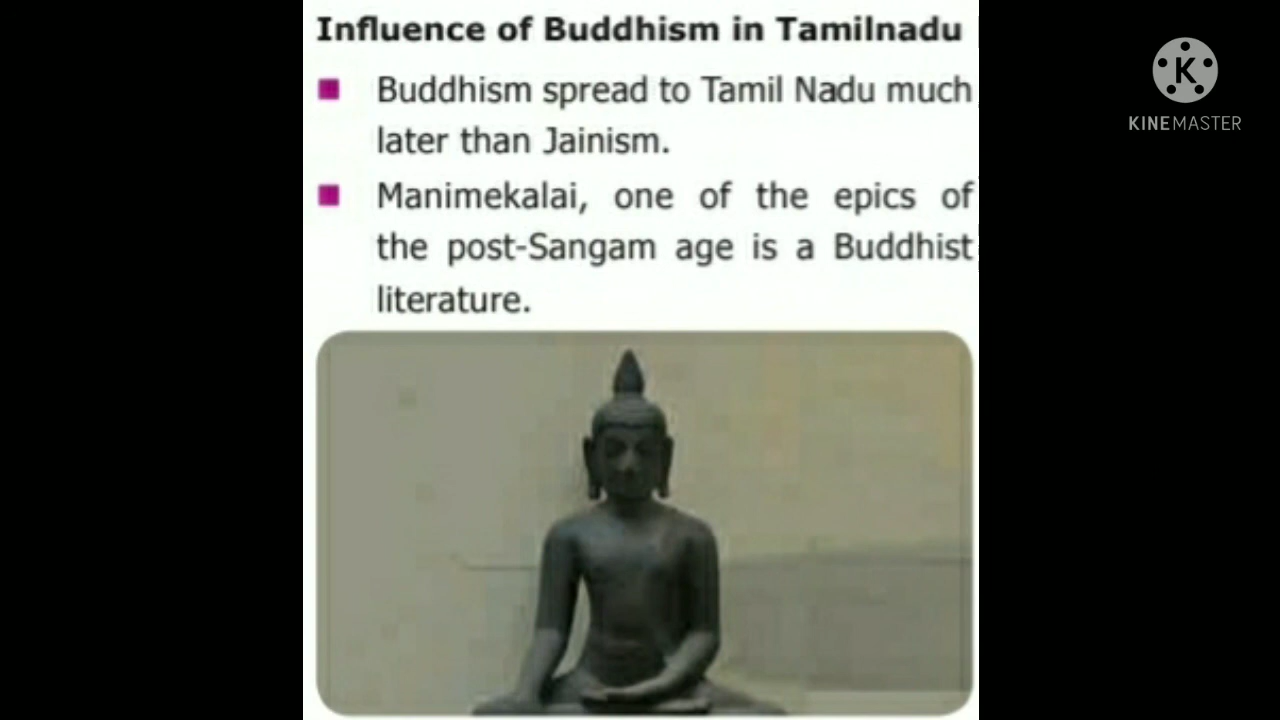 Influence of Buddhism in Tamilnadu
Buddhism spread to Tamil Nadu much
later than Jainism.
Manimekalai, one of the epics of
the post-Sangam age is a Buddhist
literature.
K
KINEMASTER